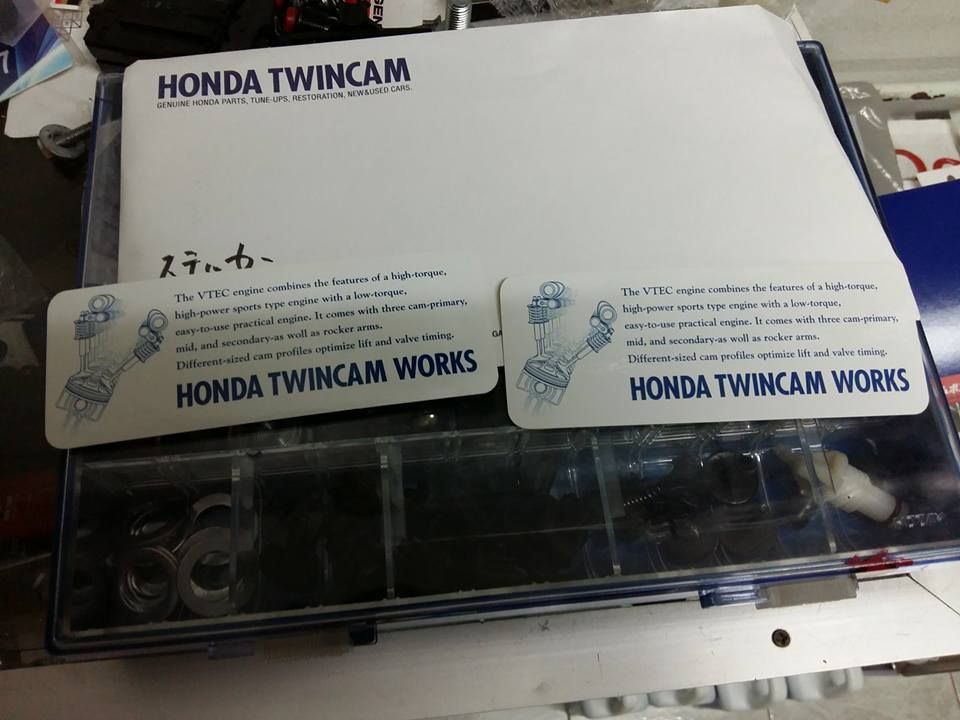 HONDA TWINCAM
GENUINE HONDA PARTS, TUNE-UPS, RESTORATION, NEW&USED CARS.
ステッカー
The VTEC engine combines the features of a high-torque,
high-power sports type engine with a low-torque,
easy-to-use practical engine. It comes with three cam-primary,
mid, and secondary-as woll as rocker arms.
Different-sized cam profiles optimize lift and valve timing.
HONDA TWINCAM WORKS
The VTEC engine combines the features of a high-torque,
high-power sports type engine with a low-torque,
easy-to-use practical engine. It comes with three cam-primary,
mid, and secondary-as woll as rocker arms.
Different-sized cam profiles optimize lift and valve timing.
HONDA TWINCAM WORKS